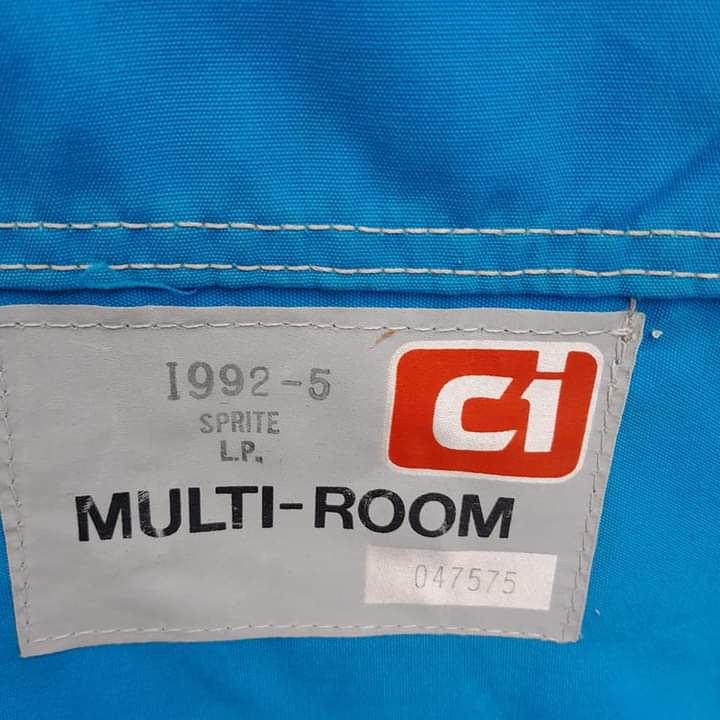 1992-5
SPRITE
L.P.
ci
MULTI-ROOM
047575